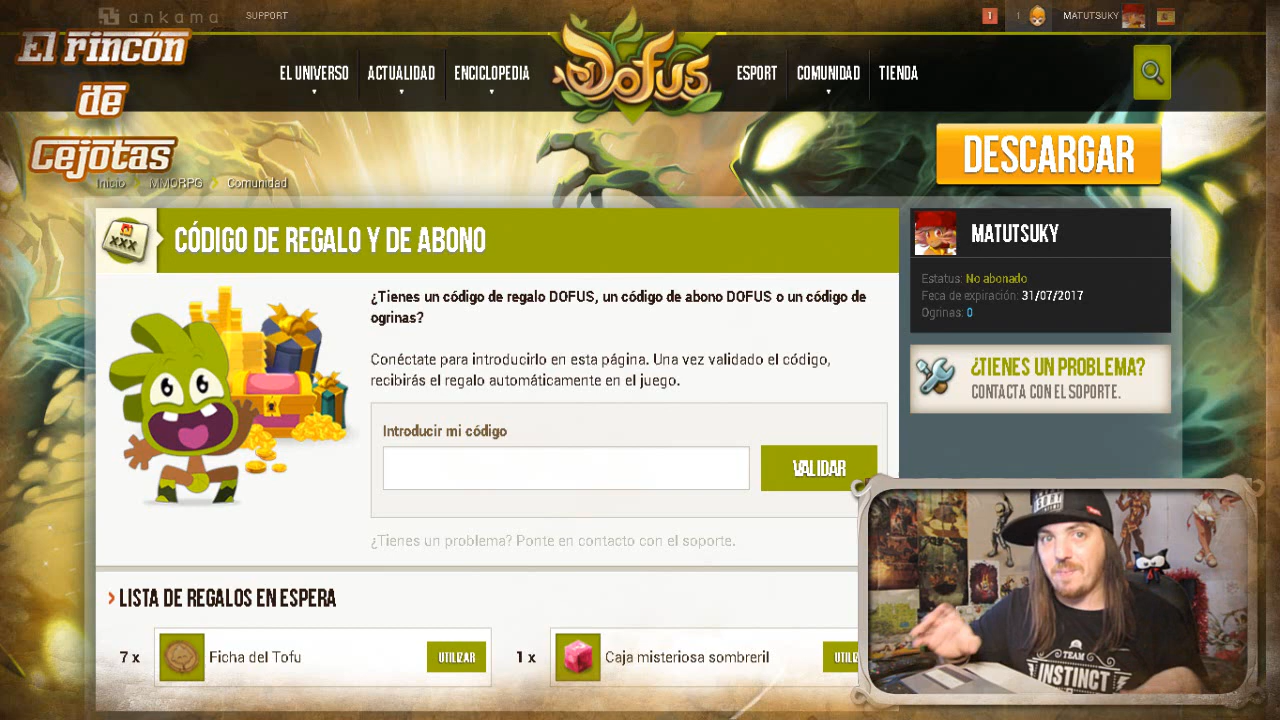 ankama
SUPPORT
1
1
MATUTSUKY
El rincón
de
Cejotas
EL UNIVERSO
ACTUALIDAD
ENCICLOPEDIA
DOFUS
ESPORT
COMUNIDAD
TIENDA
DESCARGAR
Inicio
MMORPG
Comunidad
XXX
CÓDIGO DE REGALO Y DE ABONO
MATUTSUKY
Estatus: No abonado
Feca de expiración: 31/07/2017
Ogrinas: 0
¿Tienes un código de regalo DOFUS, un código de abono DOFUS o un código de
ogrinas?
Conéctate para introducirlo en esta página. Una vez validado el código,
recibirás el regalo automáticamente en el juego.
¿TIENES UN PROBLEMA?
CONTACTA CON EL SOPORTE.
Introducir mi código
VALIDAR
¿Tienes un problema? Ponte en contacto con el soporte.
LISTA DE REGALOS EN ESPERA
7 x
Ficha del Tofu
UTILIZAR
1 x
Caja misteriosa sombreril
TEAM
INSTINCT